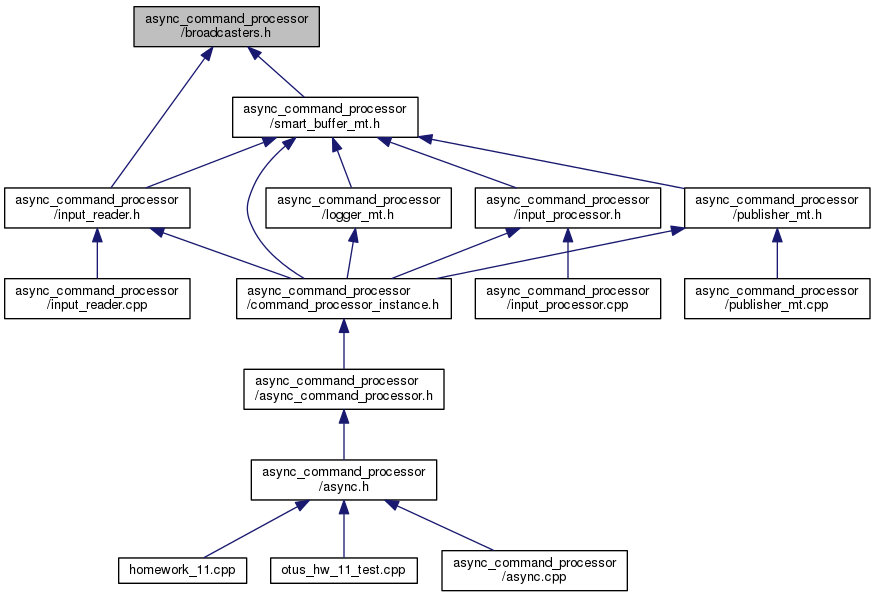 async_command_processor
/broadcasters.h
async_command_processor
/smart_buffer_mt.h
async_command_processor
/input_reader.h
async_command_processor
/logger_mt.h
async_command_processor
/input_processor.h
async_command_processor
/publisher_mt.h
async_command_processor
/input_reader.cpp
async_command_processor
/command_processor_instance.h
async_command_processor
/input_processor.cpp
async_command_processor
/publisher_mt.cpp
async_command_processor
/async_command_processor.h
async_command_processor
/async.h
homework_11.cpp
otus_hw_11_test.cpp
async_command_processor
/async.cpp